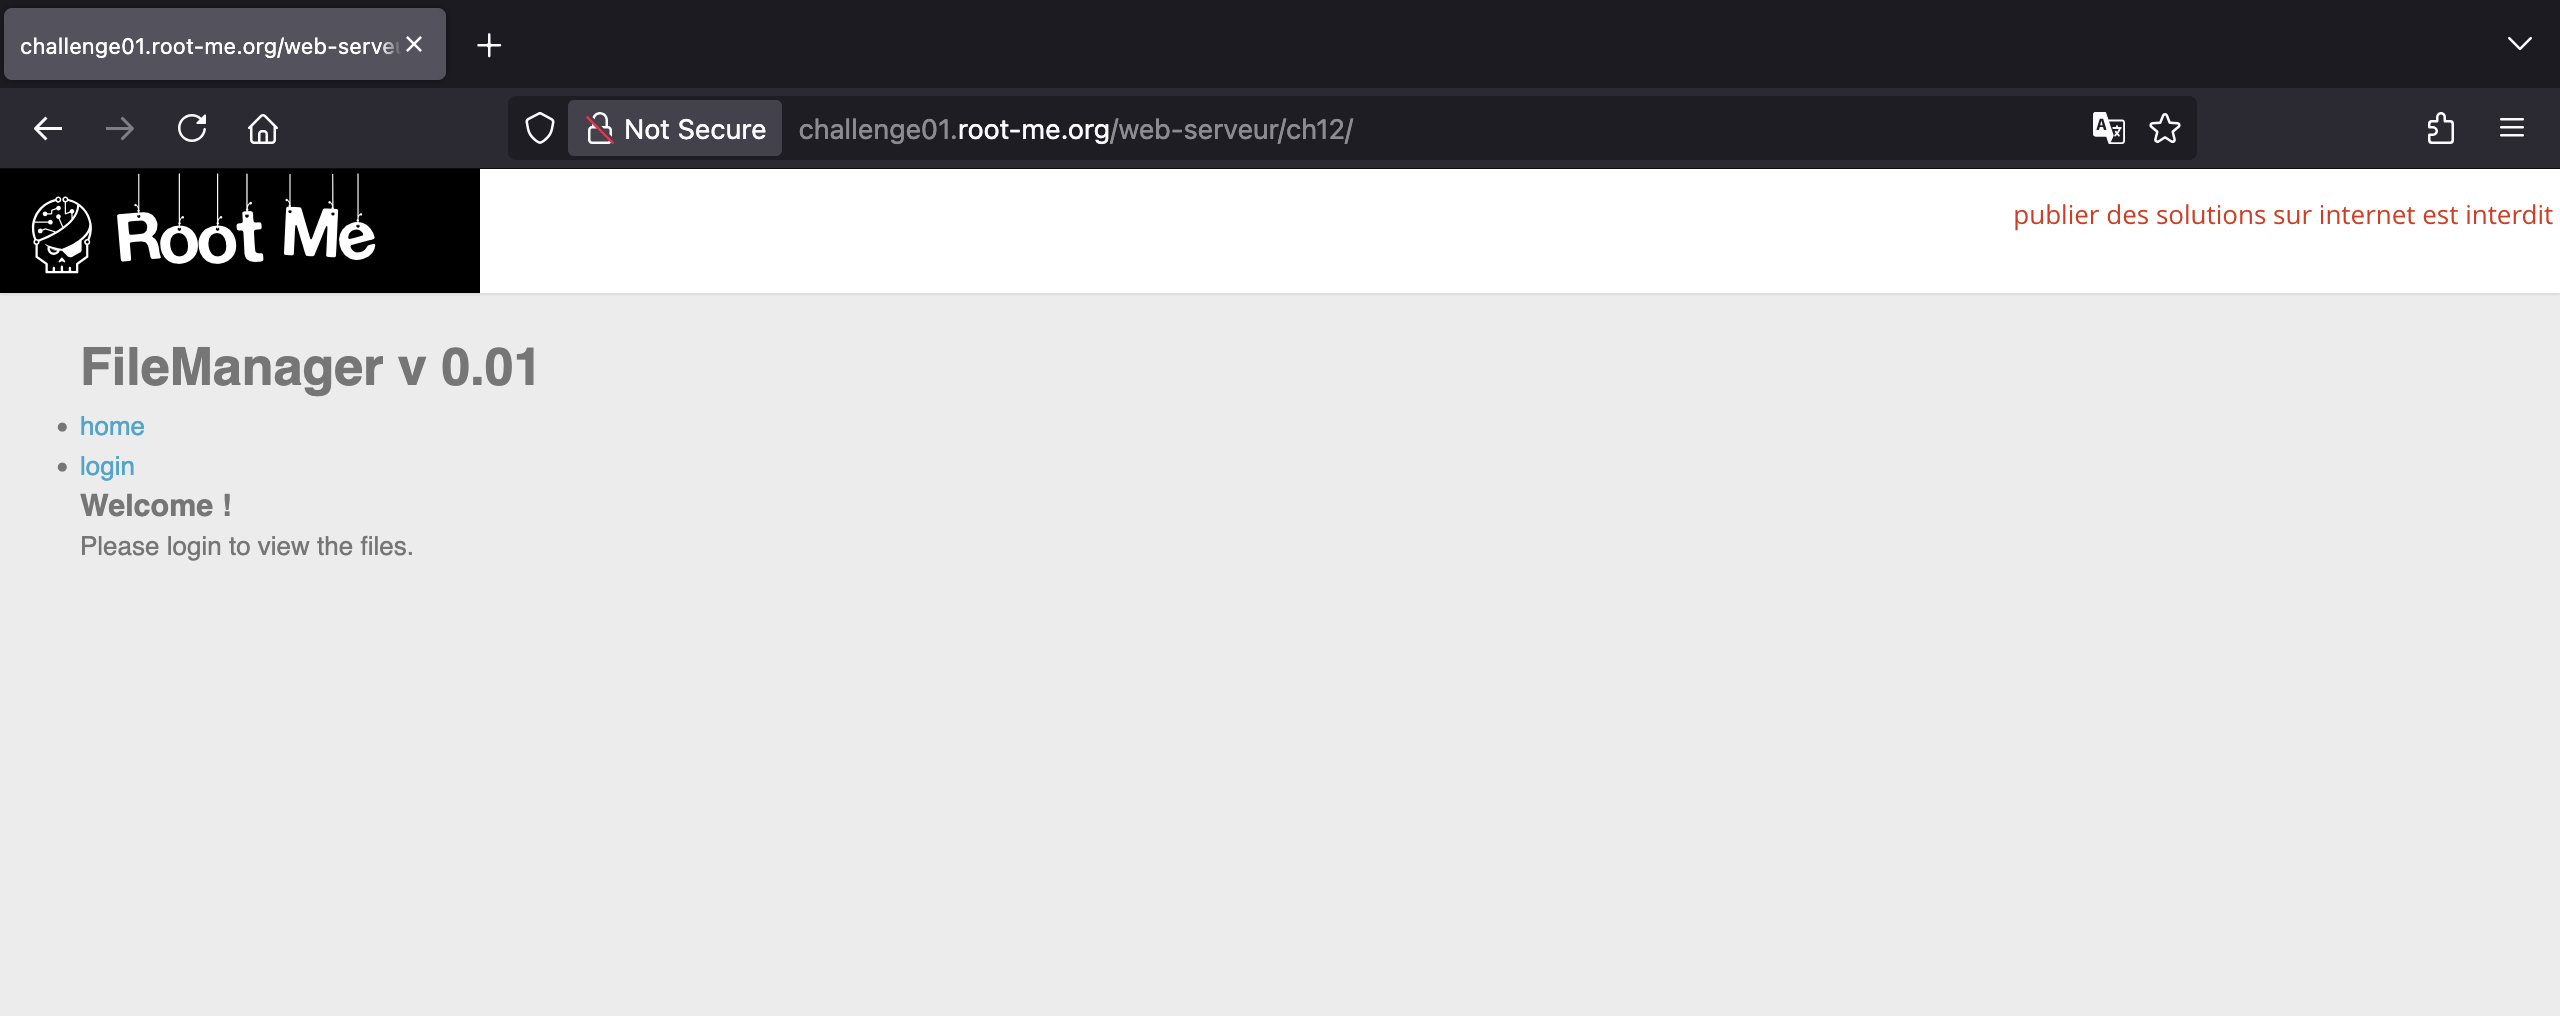 challenge01.root-me.org/web-serve
Not Secure
challenge01.root-me.org/web-serveur/ch12/
Root Me
publier des solutions sur internet est interdit
FileManager v 0.01
home
login
Welcome !
Please login to view the files.